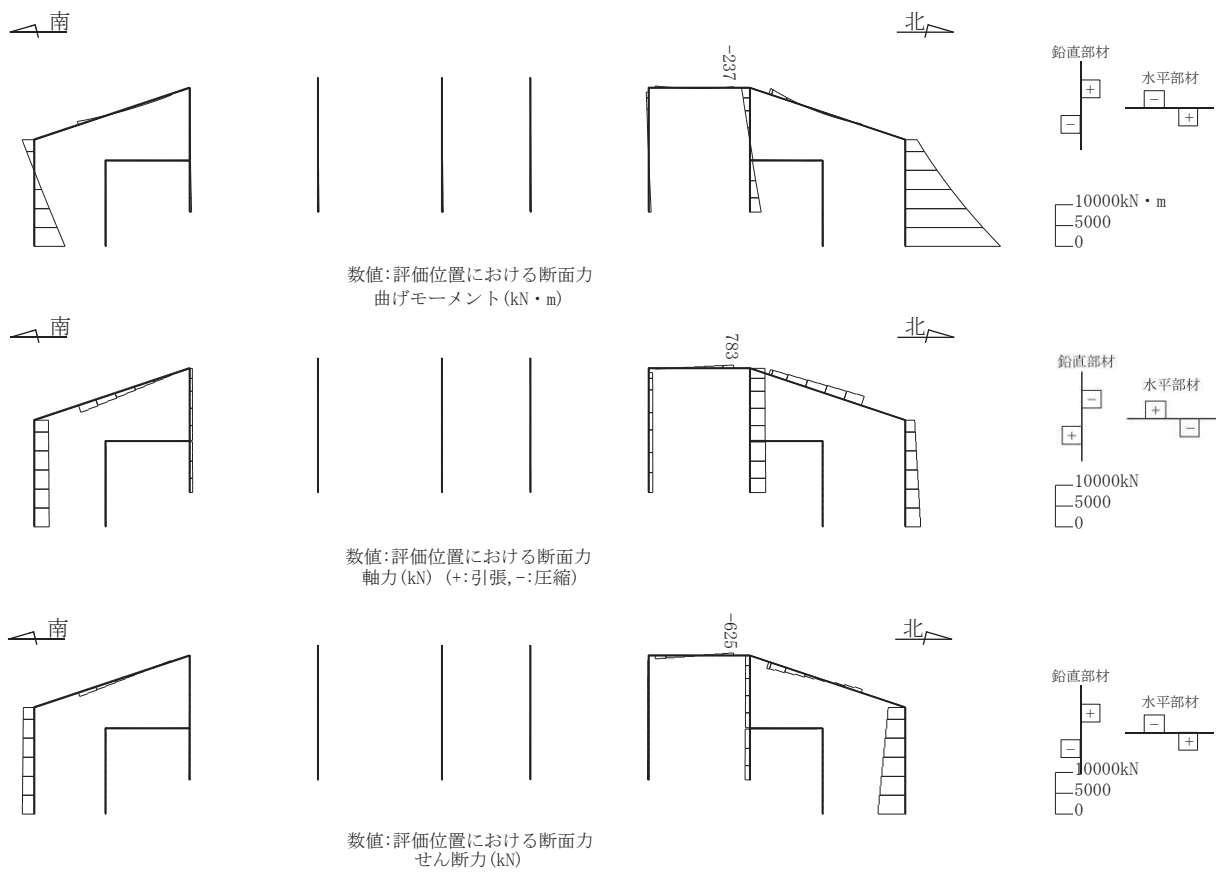 南
北
-237
鉛直部材
+
-
水平部材
-
+
10000kN・m
5000
0
数値:評価位置における断面力
曲げモーメント(kN・m)
南
北
783
鉛直部材
-
+
水平部材
+
-
10000kN
5000
0
数値:評価位置における断面力
軸力(kN) (+:引張,-:圧縮)
南
北
-625
鉛直部材
+
-
水平部材
-
+
10000kN
5000
0
数値:評価位置における断面力
せん断力(kN)